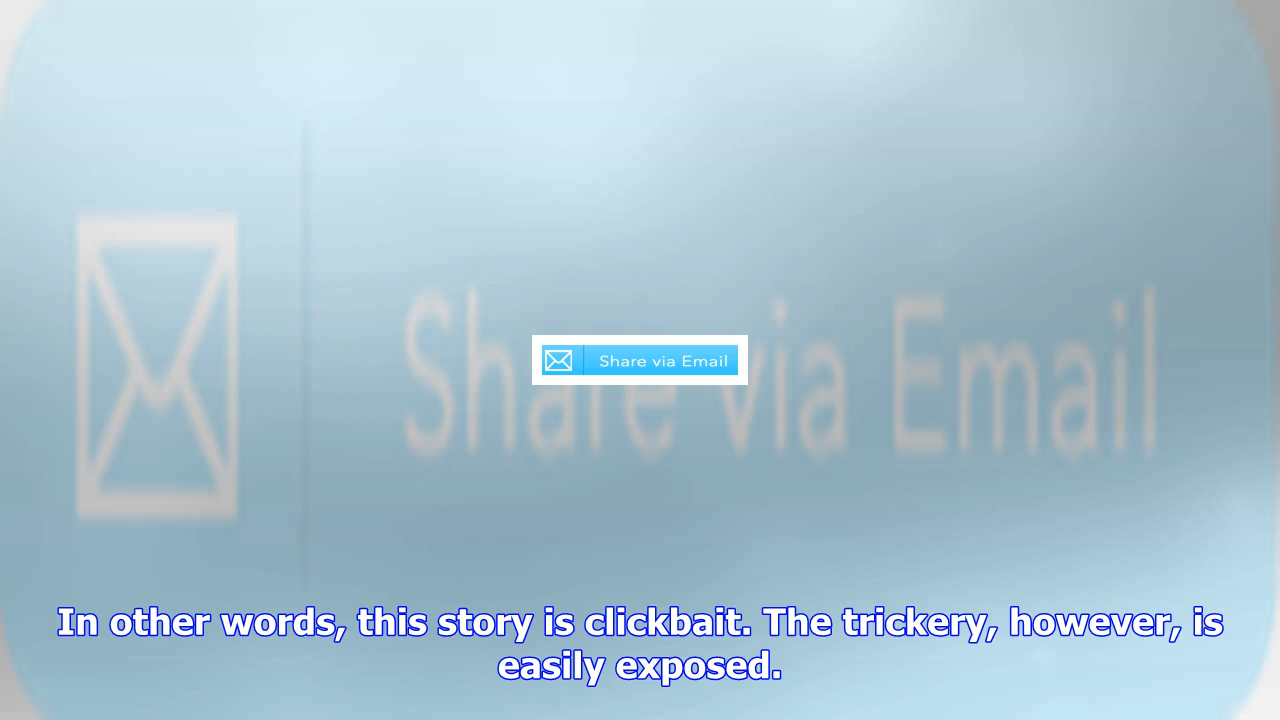 Share via Email
Share via Email
In other words, this story is clickbait. The trickery, however, is
easily exposed.